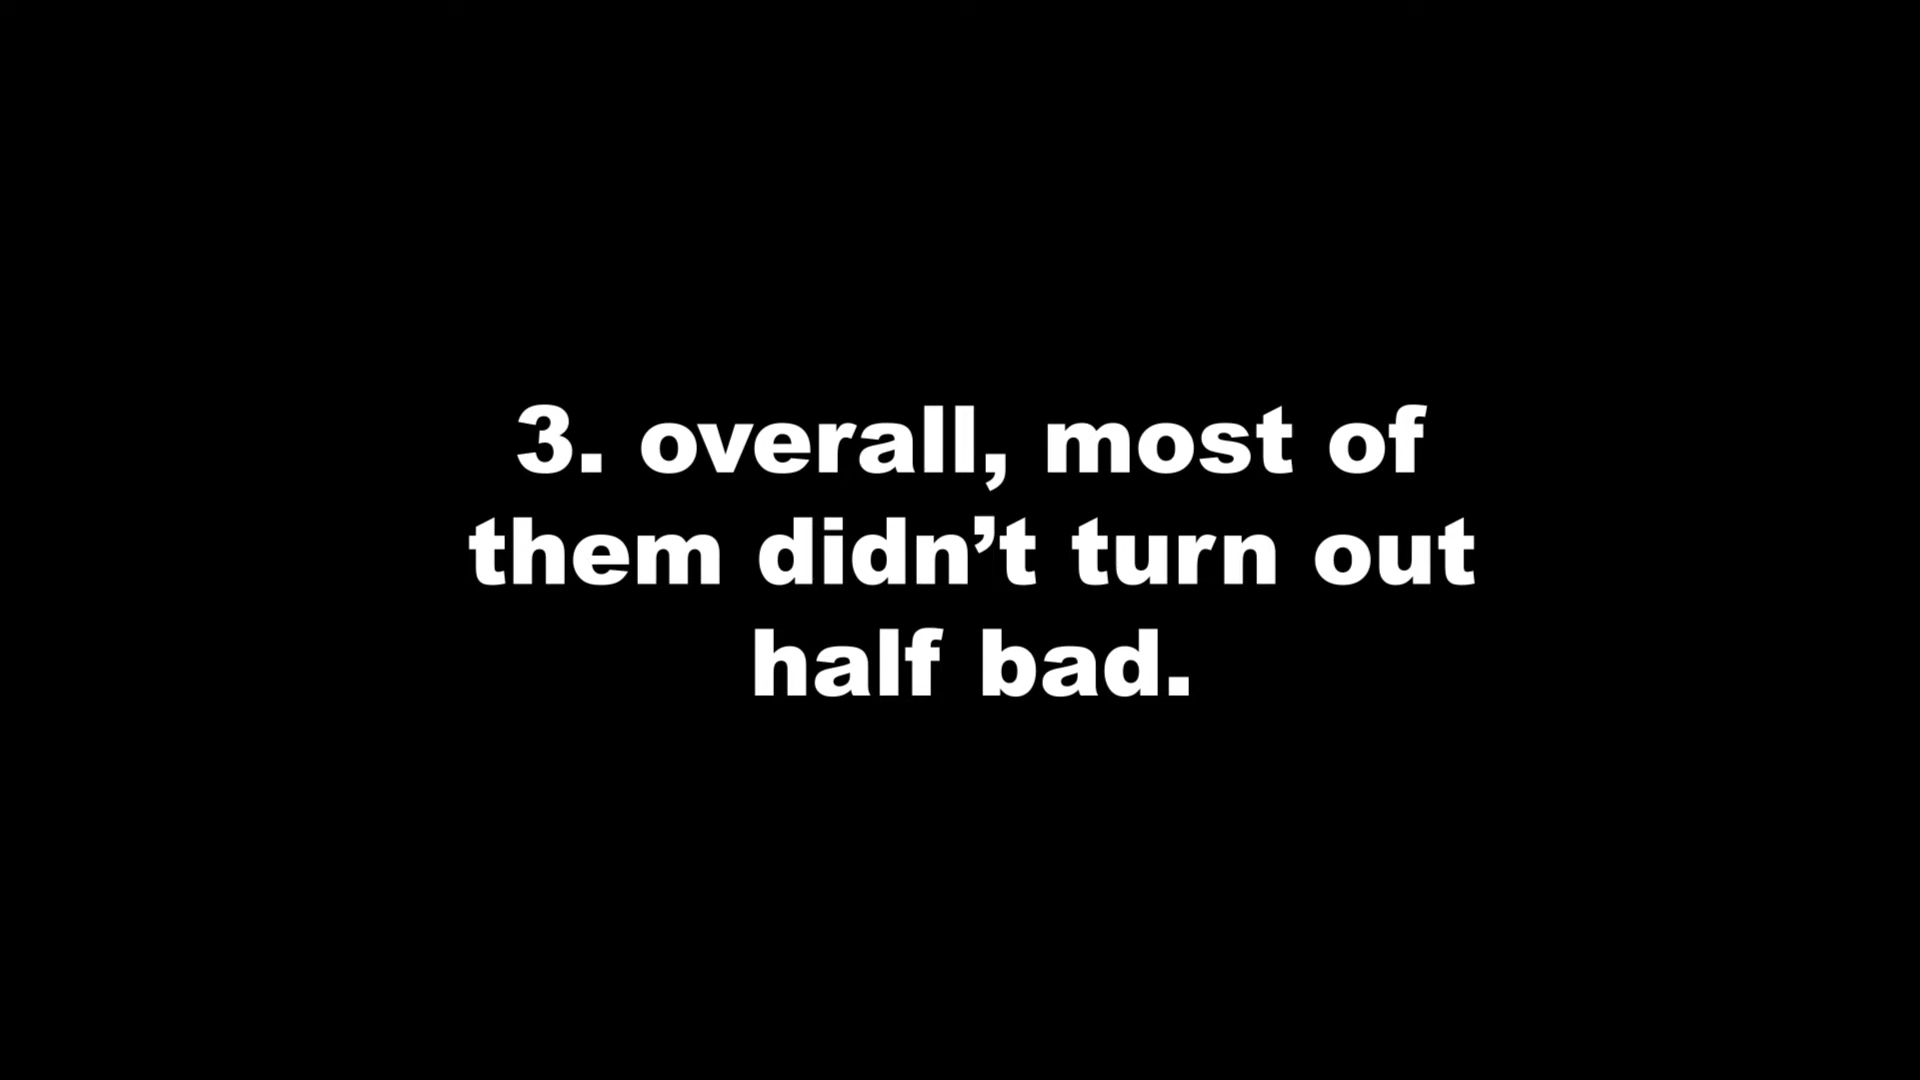 3. overall, most of
them didn’t turn out
half bad.